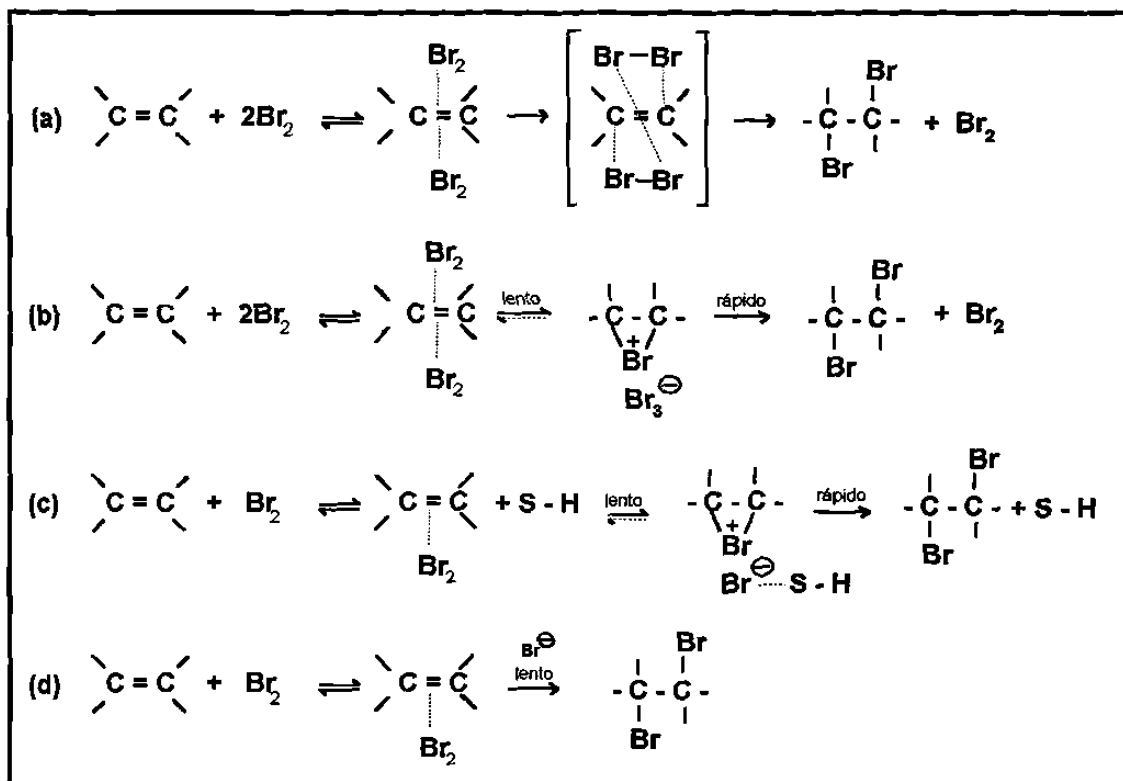 (a) C = C + 2Br₂ ⇌ Br₂ C = C Br₂ → [ Br – Br C = C Br – Br ] → Br - C - C - Br + Br₂
(b) C = C + 2Br₂ ⇌ Br₂ C = C Br₂ lento - C - C - + Br Br₃⊖ rápido Br - C - C - Br + Br₂
(c) C = C + Br₂ ⇌ C = C Br₂ + S - H lento - C - C - + Br Br⊖ S - H rápido Br - C - C - Br + S - H
(d) C = C + Br₂ ⇌ C = C Br₂ Br⊖ lento → Br - C - C - Br